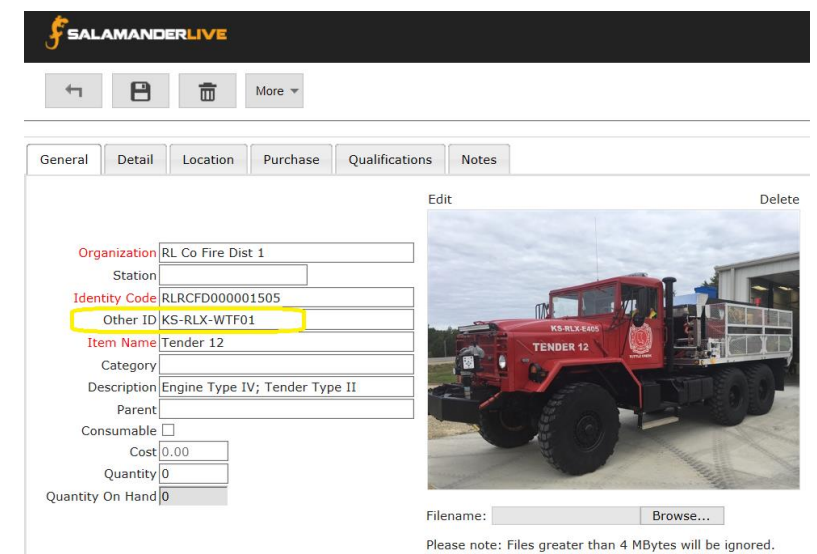 SALAMANDERLIVE
More
General Detail Location Purchase Qualifications Notes
Edit Delete
Organization RL Co Fire Dist 1
Station
Identity Code RLRCFD000001505
Other ID KS-RLX-WTF01
Item Name Tender 12
Category
Description Engine Type IV; Tender Type II
Parent
Consumable
Cost 0.00
Quantity 0
Quantity On Hand 0
KS-RLX-E405
TENDER 12
Filename: Browse...
Please note: Files greater than 4 MBytes will be ignored.